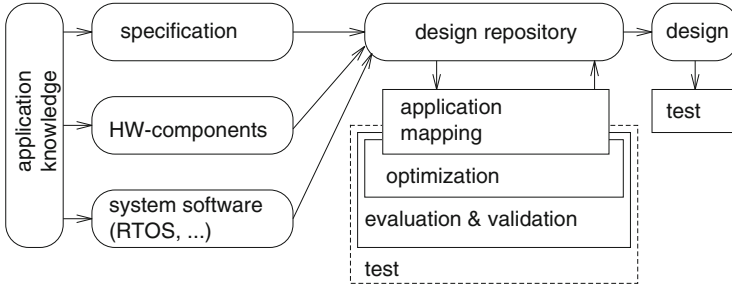 application
knowledge
specification
HW-components
system software
(RTOS, ...)
design repository
design
application
mapping
test
optimization
evaluation & validation
test